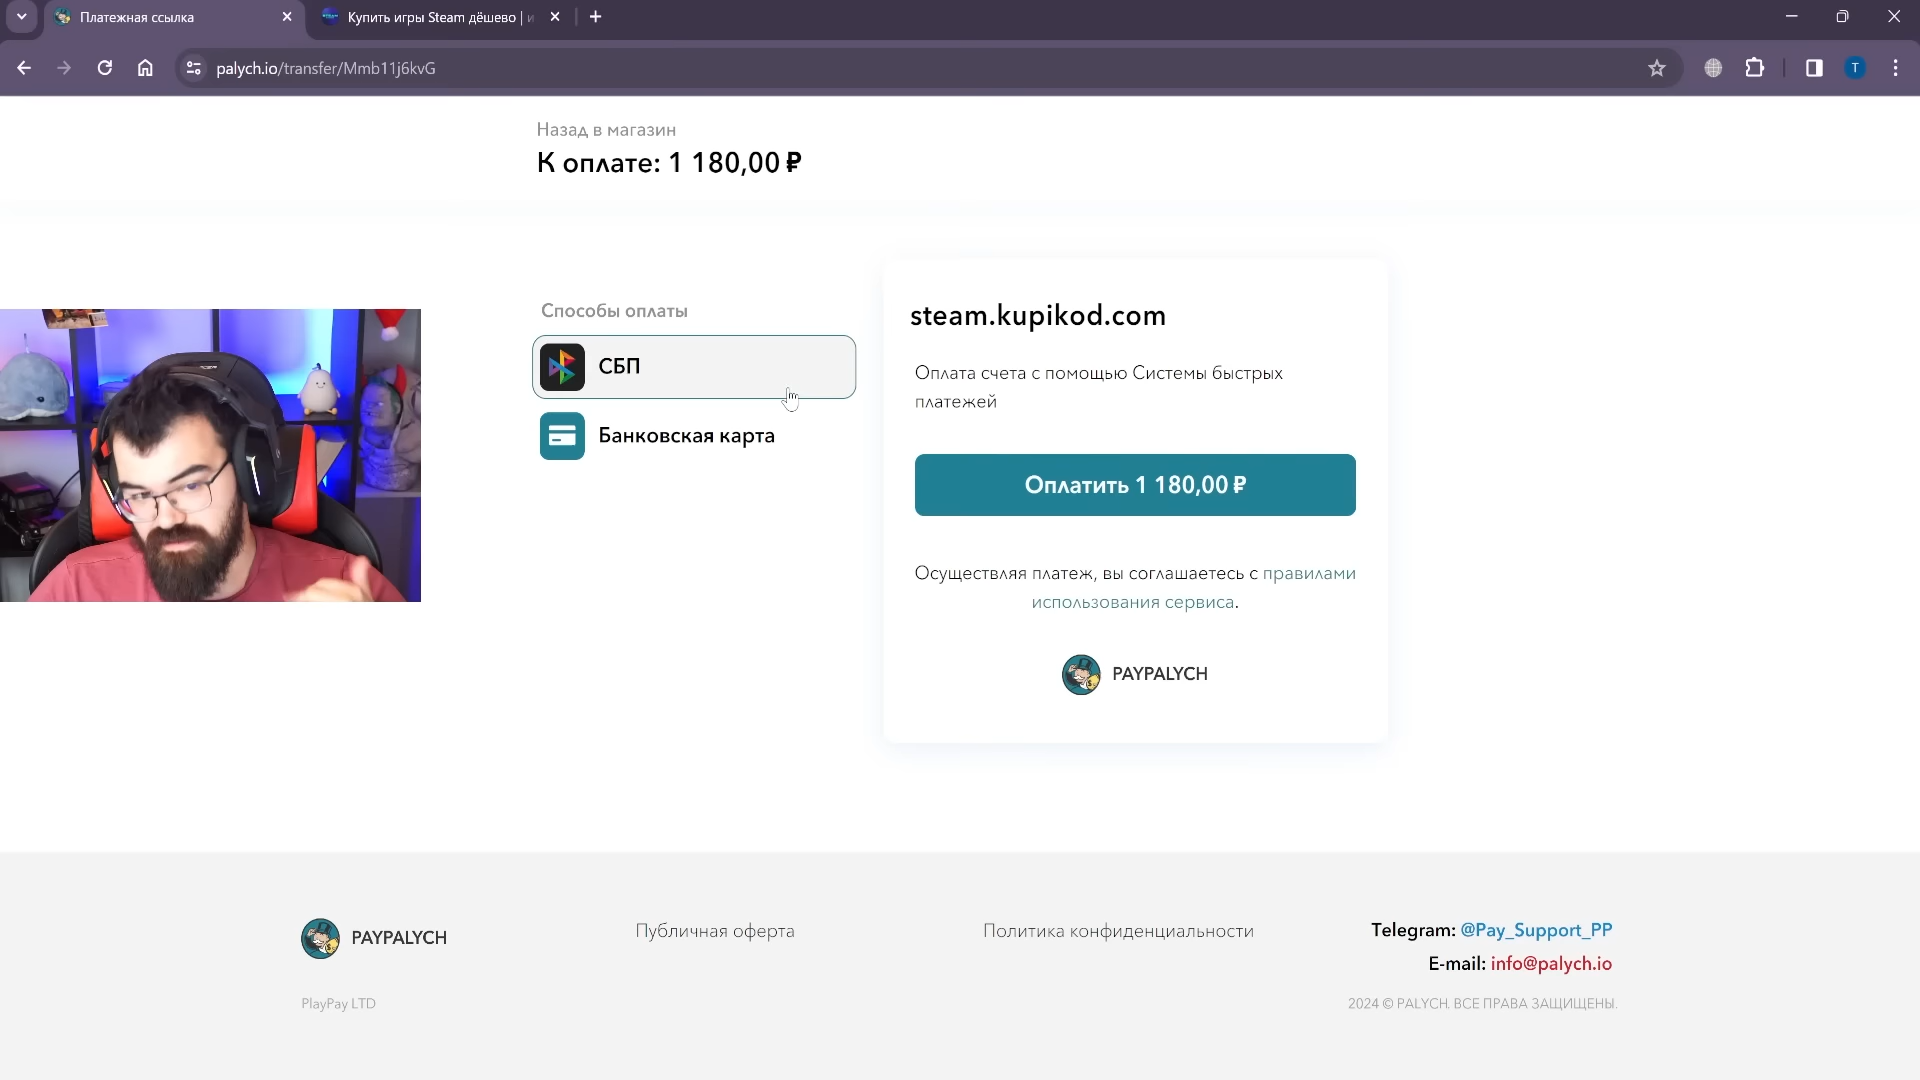 Платежная ссылка
Купить игры Steam дёшево | и
palych.io/transfer/Mmb11j6kvG
T
Назад в магазин
К оплате: 1 180,00 ₽
Способы оплаты
СБП
Банковская карта
steam.kupikod.com
Оплата счета с помощью Системы быстрых
платежей
Оплатить 1 180,00 ₽
Осуществляя платеж, вы соглашаетесь с правилами
использования сервиса.
PAYPALYCH
PAYPALYCH
PlayPay LTD
Публичная оферта
Политика конфиденциальности
Telegram: @Pay_Support_PP
E-mail: info@palych.io
2024 © PALYCH. ВСЕ ПРАВА ЗАЩИЩЕНЫ.